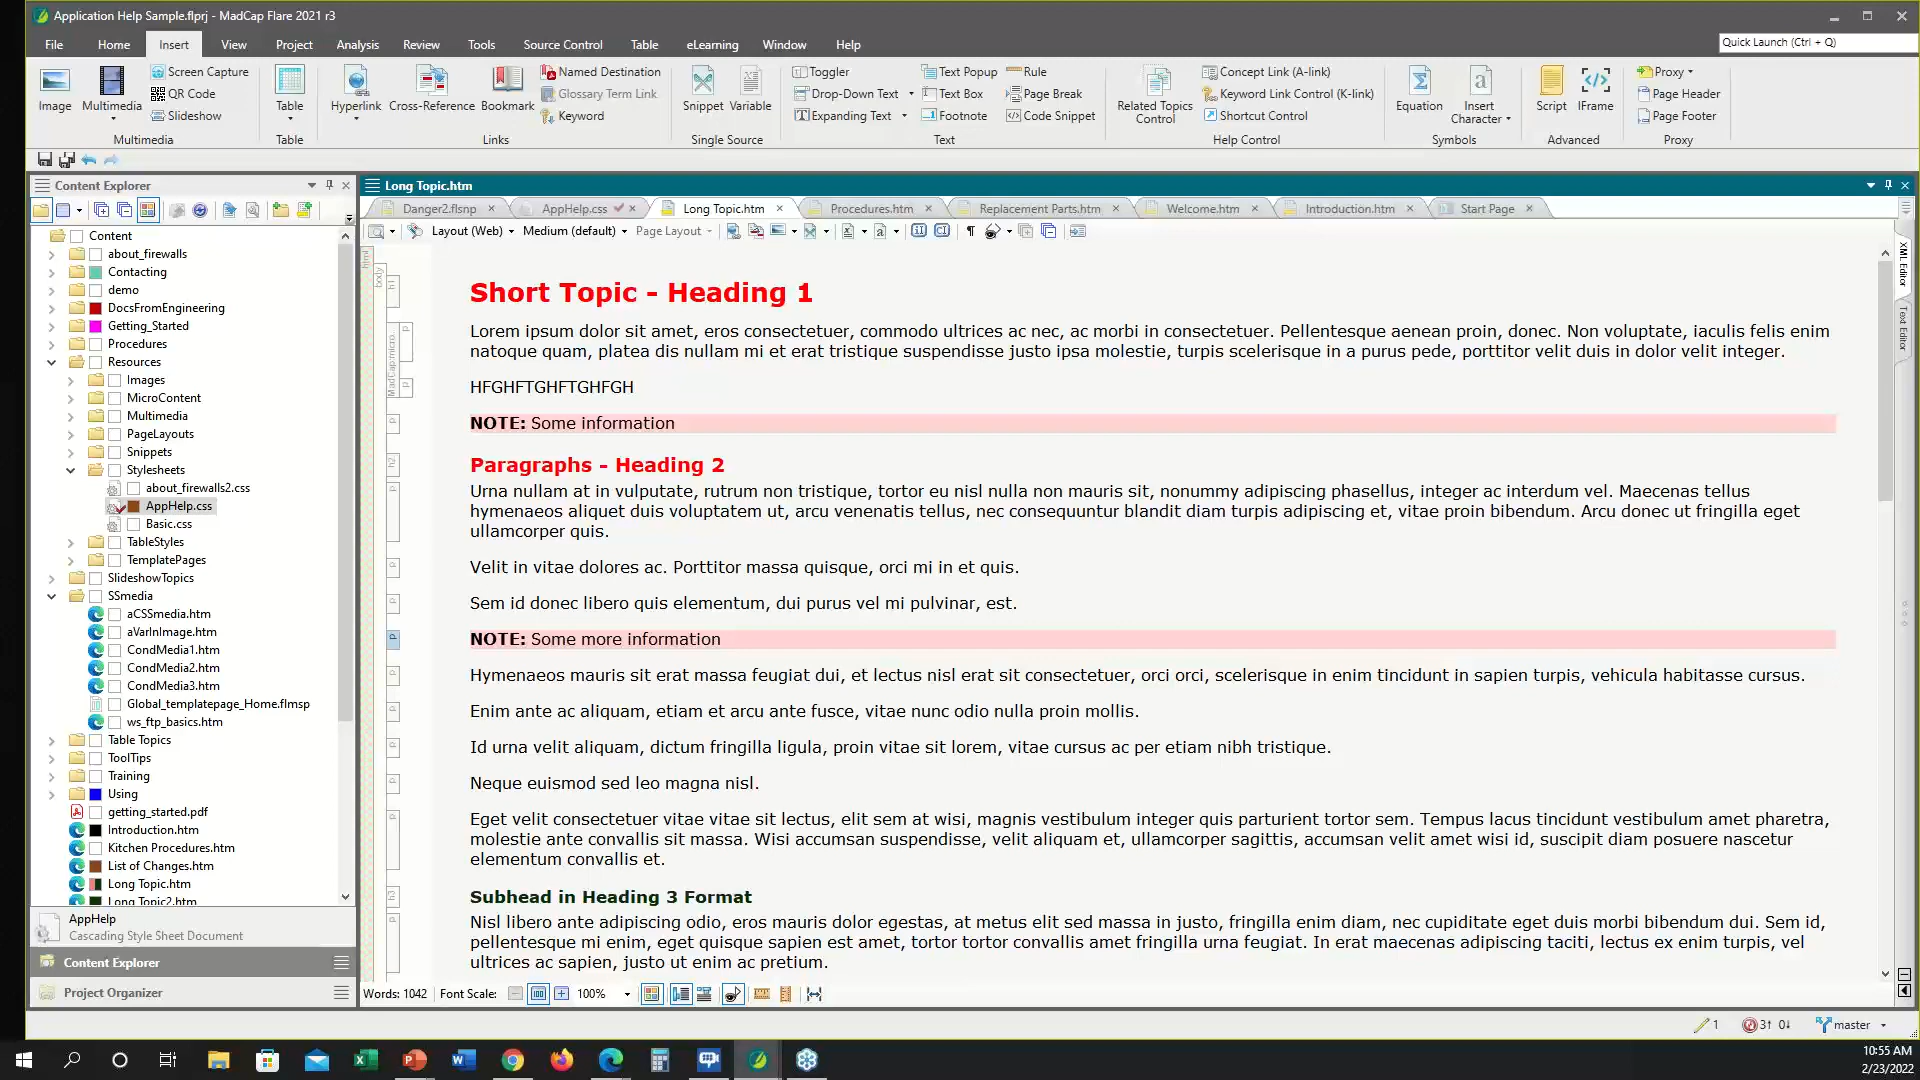 Application Help Sample.flprj - MadCap Flare 2021 r3
File Home Insert View Project Analysis Review Tools Source Control Table eLearning Window Help
Quick Launch (Ctrl + Q)
Image
Multimedia
Screen Capture
QR Code
Slideshow
Multimedia
Table
Table
Hyperlink
Cross-Reference
Bookmark
Named Destination
Glossary Term Link
Keyword
Links
Snippet
Variable
Single Source
Toggler
Drop-Down Text
Expanding Text
Text Popup
Text Box
Footnote
Rule
Page Break
Code Snippet
Text
Related Topics
Control
Concept Link (A-link)
Keyword Link Control (K-link)
Shortcut Control
Help Control
Equation
Insert
Character
Symbols
Script
IFrame
Advanced
Proxy
Page Header
Page Footer
Proxy
Content Explorer
Content
about_firewalls
Contacting
demo
DocsFromEngineering
Getting_Started
Procedures
Resources
Images
MicroContent
Multimedia
PageLayouts
Snippets
Stylesheets
about_firewalls2.css
AppHelp.css
Basic.css
TableStyles
TemplatePages
SlideshowTopics
SSmedia
aCSSmedia.htm
aVarInImage.htm
CondMedia1.htm
CondMedia2.htm
CondMedia3.htm
Global_templatepage_Home.flmsp
ws_ftp_basics.htm
Table Topics
ToolTips
Training
Using
getting_started.pdf
Introduction.htm
Kitchen Procedures.htm
List of Changes.htm
Long Topic.htm
Long Topic2.htm
AppHelp
Cascading Style Sheet Document
Content Explorer
Project Organizer
Long Topic.htm
Danger2.flsnp AppHelp.css Long Topic.htm Procedures.htm Replacement Parts.htm Welcome.htm Introduction.htm Start Page
Layout (Web) Medium (default) Page Layout
html
body
h1
MadCap:micro...
p
p
p
h2
p
p
p
p
p
p
p
p
p
h3
p
Short Topic - Heading 1
Lorem ipsum dolor sit amet, eros consectetuer, commodo ultrices ac nec, ac morbi in consectetuer. Pellentesque aenean proin, donec. Non voluptate, iaculis felis enim
natoque quam, platea dis nullam mi et erat tristique suspendisse justo ipsa molestie, turpis scelerisque in a purus pede, porttitor velit duis in dolor velit integer.
HFGHFTGHFTGHFGH
NOTE: Some information
Paragraphs - Heading 2
Urna nullam at in vulputate, rutrum non tristique, tortor eu nisl nulla non mauris sit, nonummy adipiscing phasellus, integer ac interdum vel. Maecenas tellus
hymenaeos aliquet duis voluptatem ut, arcu venenatis tellus, nec consequuntur blandit diam turpis adipiscing et, vitae proin bibendum. Arcu donec ut fringilla eget
ullamcorper quis.
Velit in vitae dolores ac. Porttitor massa quisque, orci mi in et quis.
Sem id donec libero quis elementum, dui purus vel mi pulvinar, est.
NOTE: Some more information
Hymenaeos mauris sit erat massa feugiat dui, et lectus nisl erat sit consectetuer, orci orci, scelerisque in enim tincidunt in sapien turpis, vehicula habitasse cursus.
Enim ante ac aliquam, etiam et arcu ante fusce, vitae nunc odio nulla proin mollis.
Id urna velit aliquam, dictum fringilla ligula, proin vitae sit lorem, vitae cursus ac per etiam nibh tristique.
Neque euismod sed leo magna nisl.
Eget velit consectetuer vitae vitae sit lectus, elit sem at wisi, magnis vestibulum integer quis parturient tortor sem. Tempus lacus tincidunt vestibulum amet pharetra,
molestie ante convallis sit massa. Wisi accumsan suspendisse, velit aliquam et, ullamcorper sagittis, accumsan velit amet wisi id, suscipit diam posuere nascetur
elementum convallis et.
Subhead in Heading 3 Format
Nisl libero ante adipiscing odio, eros mauris dolor egestas, at metus elit sed massa in justo, fringilla enim diam, nec cupiditate eget duis morbi bibendum dui. Sem id,
pellentesque mi enim, eget quisque sapien est amet, tortor tortor convallis amet fringilla urna feugiat. In erat maecenas adipiscing taciti, lectus ex enim turpis, vel
ultrices ac sapien, justo ut enim ac pretium.
XML Editor
Text Editor
Words: 1042 Font Scale: 100%
1 3↑ 0↓ master
10:55 AM
2/23/2022